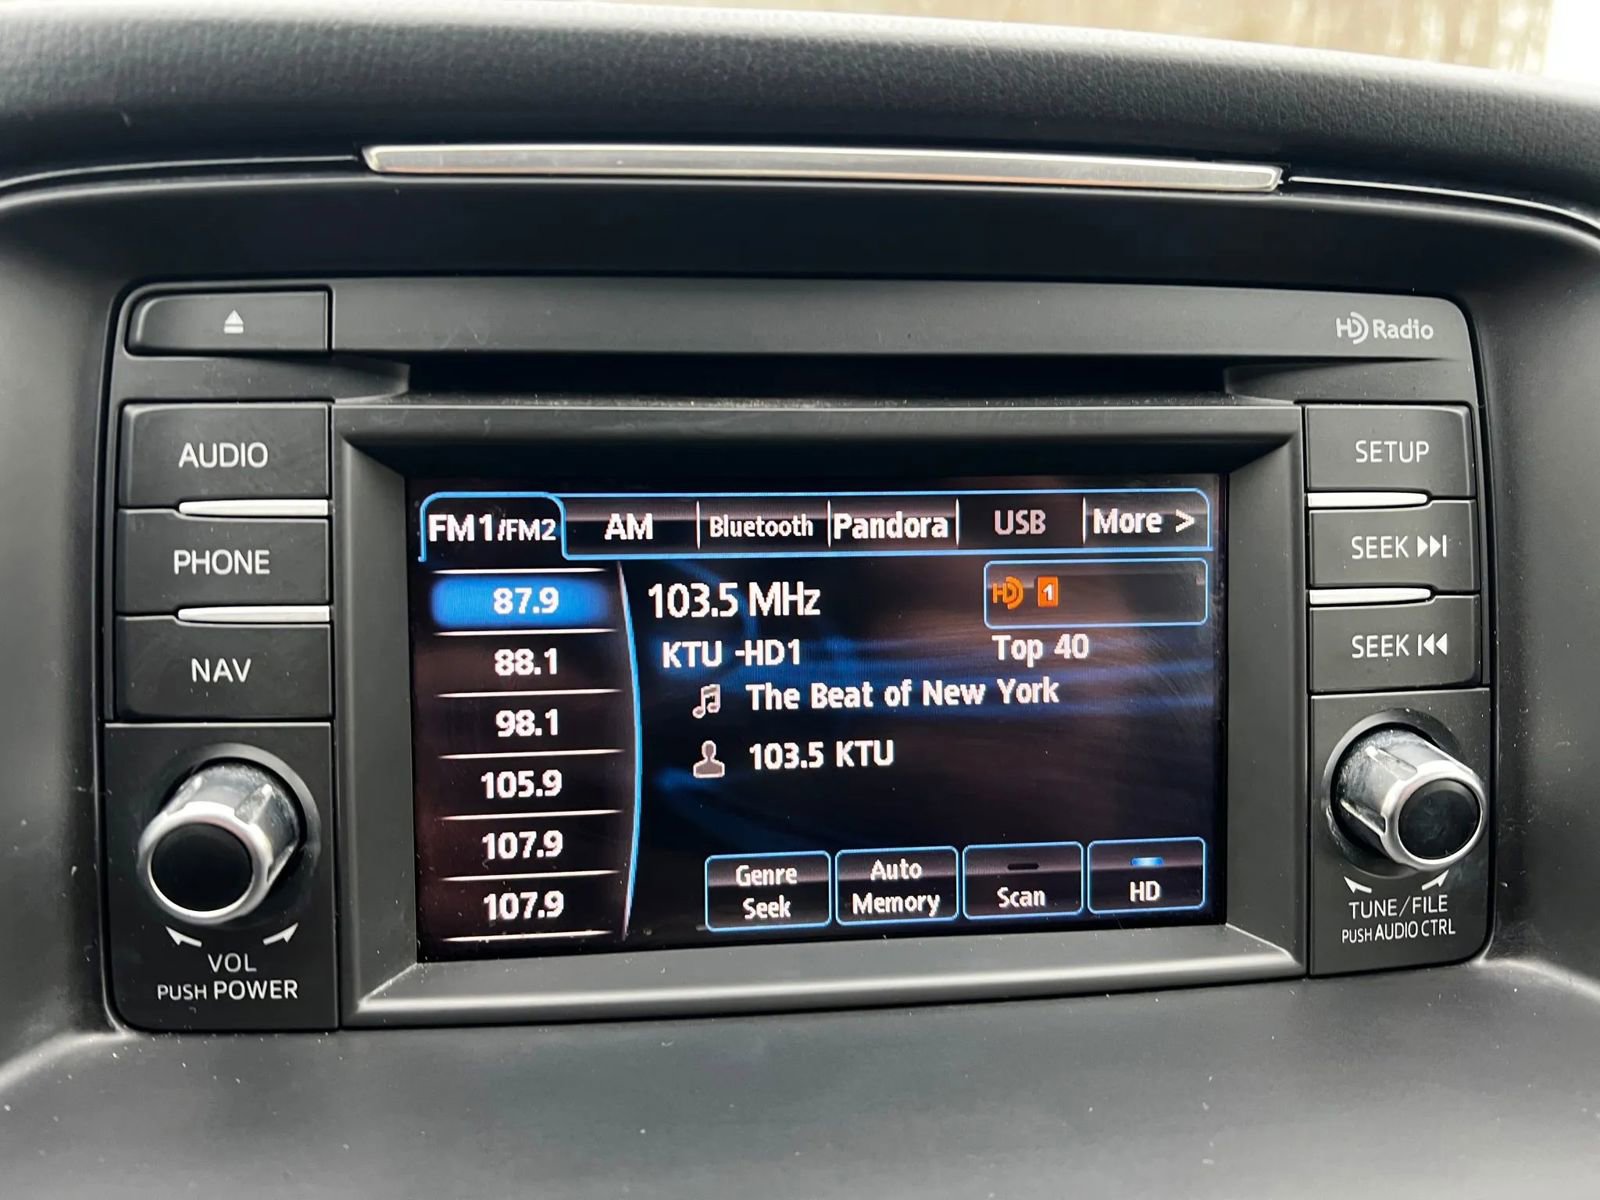 HD Radio
AUDIO
PHONE
NAV
VOL
PUSH POWER
FM1/FM2
AM
Bluetooth
Pandora
USB
More >
87.9
88.1
98.1
105.9
107.9
107.9
103.5 MHz
HD 1
KTU -HD1
Top 40
The Beat of New York
103.5 KTU
Genre
Seek
Auto
Memory
Scan
HD
SETUP
SEEK
SEEK
TUNE/FILE
PUSH AUDIO CTRL